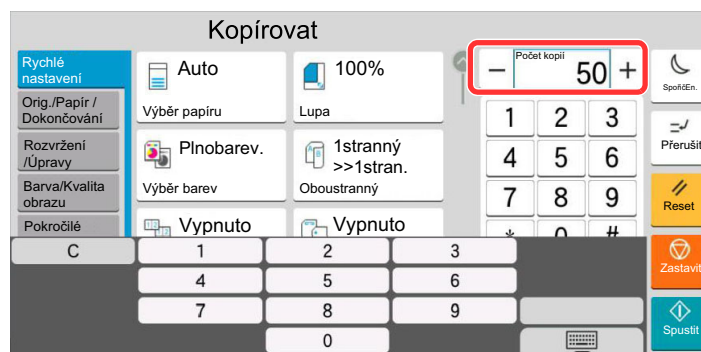 Kopírovat
Rychlé
nastavení
Orig./Papír /
Dokončování
Rozvržení
/Úpravy
Barva/Kvalita
obrazu
Pokročilé
Auto
Výběr papíru
100%
Lupa
Plnobarev.
Výběr barev
1stranný
>>1stran.
Oboustranný
Vypnuto
Vypnuto
Počet kopií
− 50 +
1 2 3
4 5 6
7 8 9
* 0 #
SpořičEn.
Přerušit
Reset
Zastavit
Spustit
C 1 2 3
4 5 6
7 8 9
0